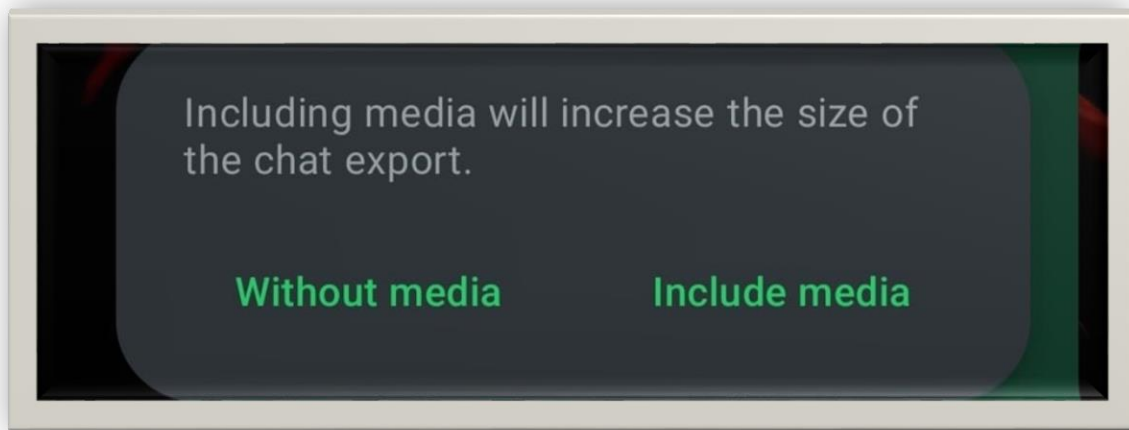 Including media will increase the size of
the chat export.
Without media Include media